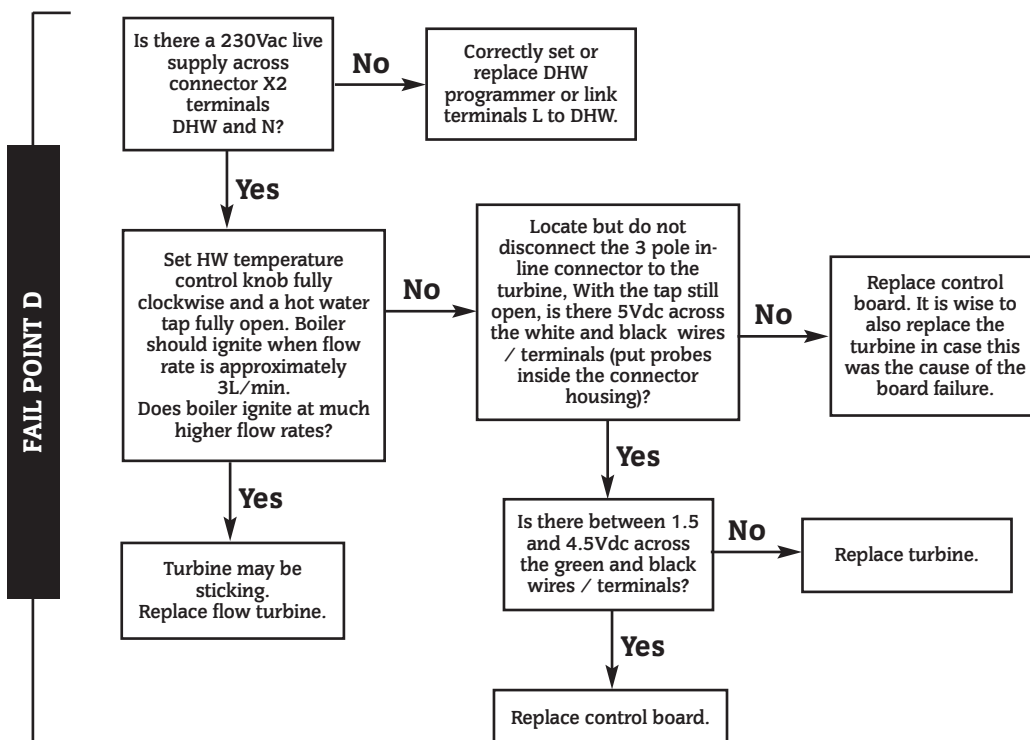 FAIL POINT D
Is there a 230Vac live
supply across
connector X2
terminals
DHW and N?
No
Correctly set or
replace DHW
programmer or link
terminals L to DHW.
Yes
Set HW temperature
control knob fully
clockwise and a hot water
tap fully open. Boiler
should ignite when flow
rate is approximately
3L/min.
Does boiler ignite at much
higher flow rates?
No
Locate but do not
disconnect the 3 pole in-
line connector to the
turbine, With the tap still
open, is there 5Vdc across
the white and black wires
/ terminals (put probes
inside the connector
housing)?
No
Replace control
board. It is wise to
also replace the
turbine in case this
was the cause of the
board failure.
Yes
Turbine may be
sticking.
Replace flow turbine.
Yes
Is there between 1.5
and 4.5Vdc across
the green and black
wires / terminals?
No
Replace turbine.
Yes
Replace control board.